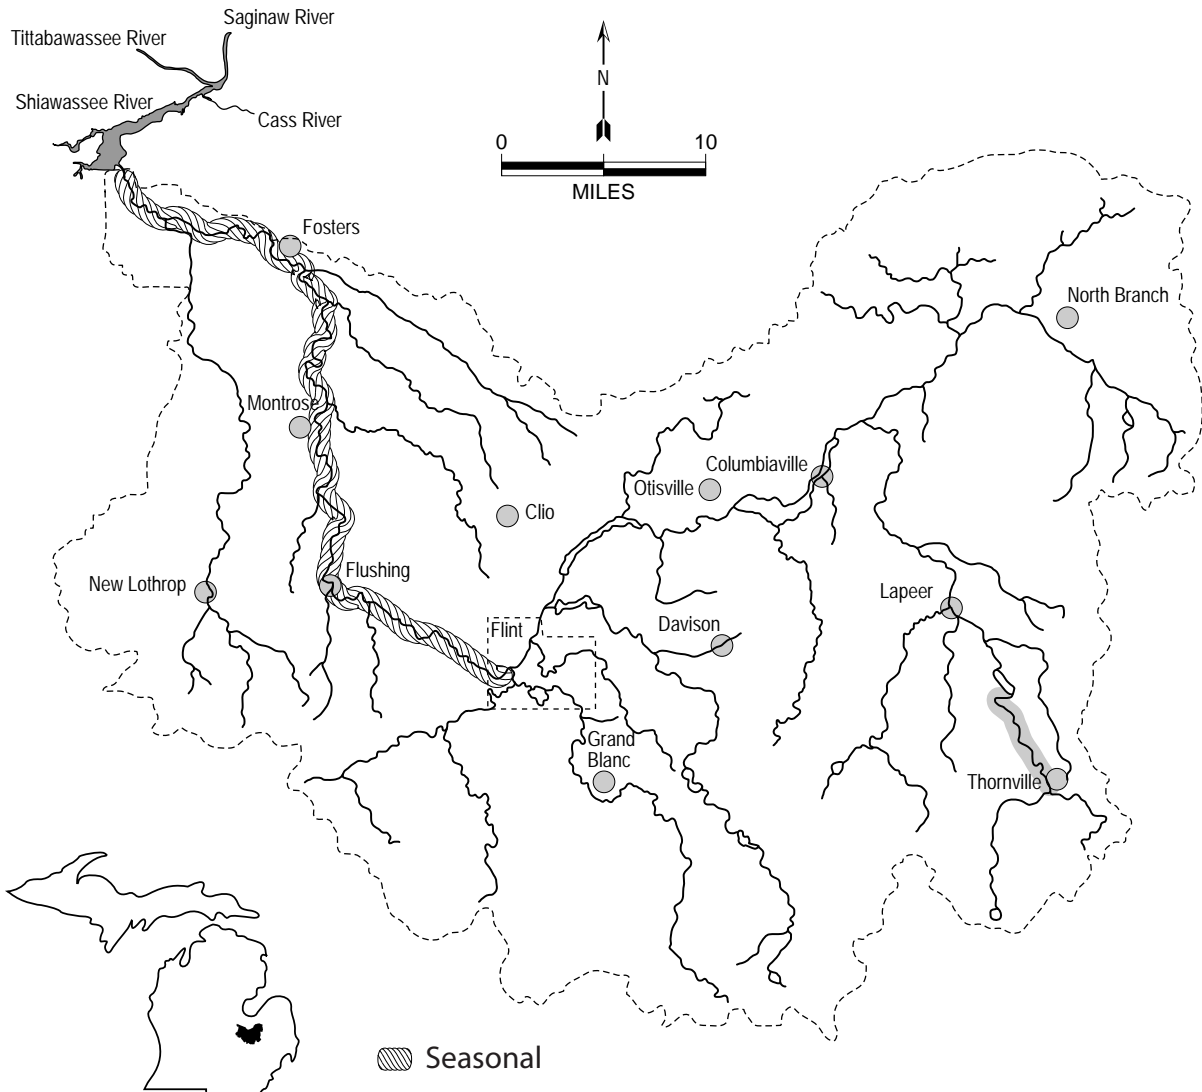 Saginaw River
Tittabawassee River
Shiawassee River
Cass River
N
0 10
MILES
Fosters
North Branch
Montrose
Columbiaville
Otisville
Clio
Flushing
New Lothrop
Lapeer
Flint
Davison
Grand
Blanc
Thornville
Seasonal